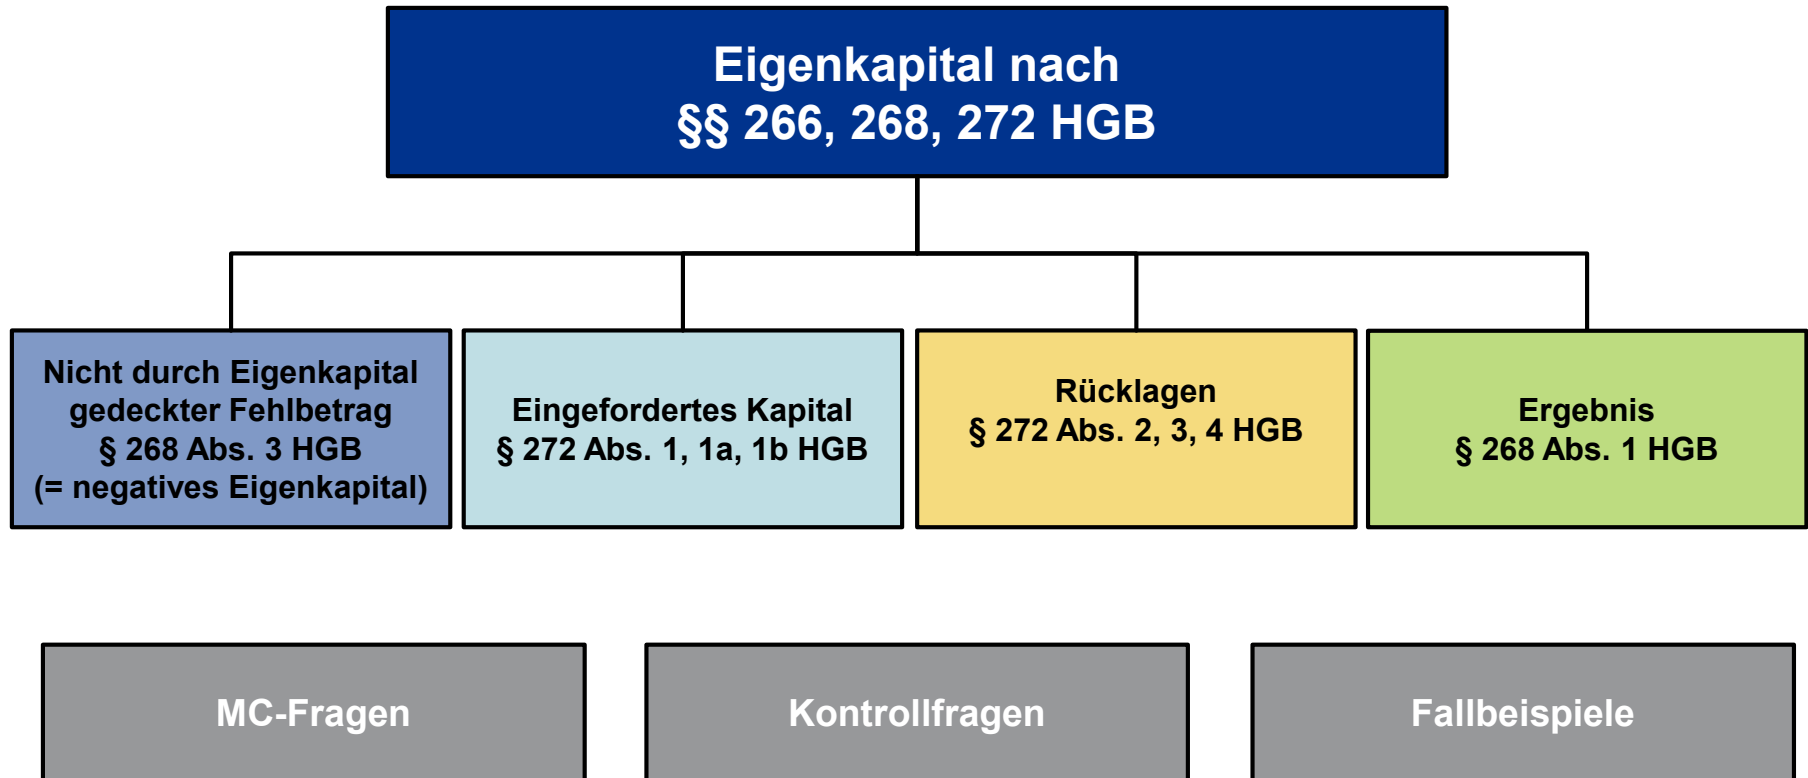 Eigenkapital nach
§§ 266, 268, 272 HGB
Nicht durch Eigenkapital
gedeckter Fehlbetrag
§ 268 Abs. 3 HGB
(= negatives Eigenkapital)
Eingefordertes Kapital
§ 272 Abs. 1, 1a, 1b HGB
Rücklagen
§ 272 Abs. 2, 3, 4 HGB
Ergebnis
§ 268 Abs. 1 HGB
MC-Fragen
Kontrollfragen
Fallbeispiele